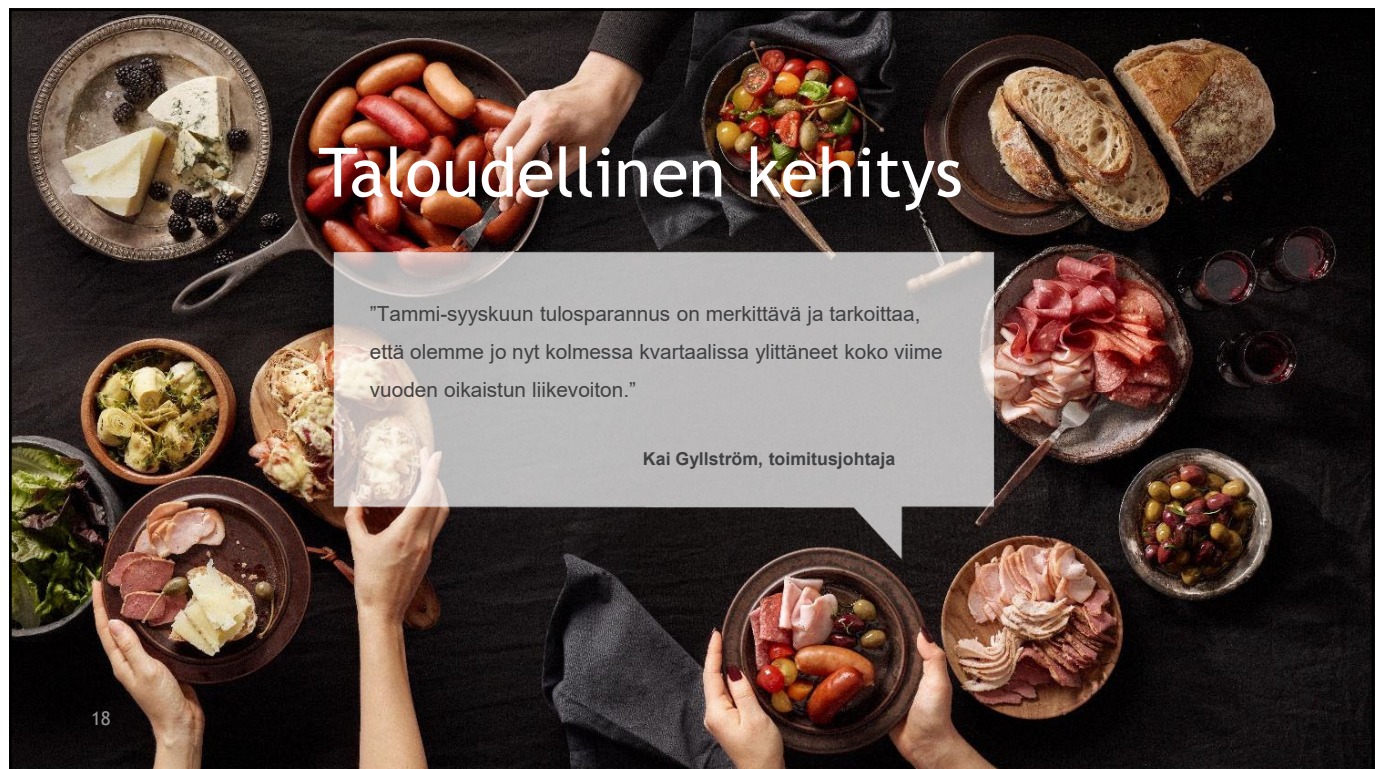 Taloudellinen kehitys
”Tammi-syyskuun tulosparannus on merkittävä ja tarkoittaa,
että olemme jo nyt kolmessa kvartaalissa ylittäneet koko viime
vuoden oikaistun liikevoiton.”
Kai Gyllström, toimitusjohtaja
18